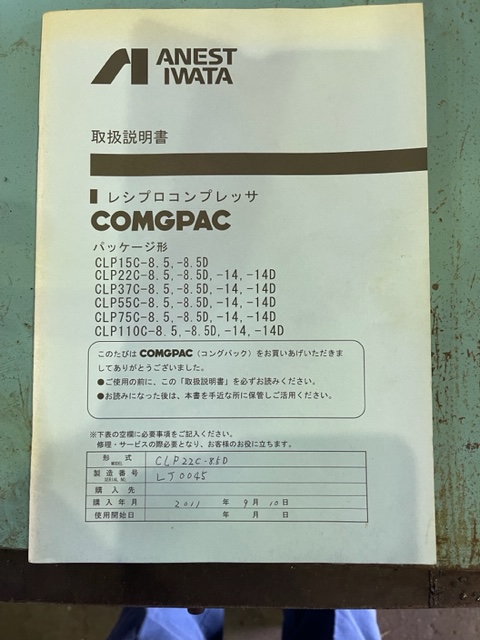 ANEST
IWATA
取扱説明書
レシプロコンプレッサ
COMGPAC
パッケージ形
CLP15C-8.5,-8.5D
CLP22C-8.5,-8.5D,-14,-14D
CLP37C-8.5,-8.5D,-14,-14D
CLP55C-8.5,-8.5D,-14,-14D
CLP75C-8.5,-8.5D,-14,-14D
CLP110C-8.5,-8.5D,-14,-14D
このたびは COMGPAC (コングパック) をお買いあげいただきま
してありがとうございました。
●ご使用の前に、この「取扱説明書」を必ずお読みください。
●お読みになった後は、本書を手近な所に保管しご活用ください。
※下表の空欄に必要事項をご記入ください。
修理・サービスの際必要となり、お客様のお役に立ちます。
形式 MODEL CLP22C-8.5D
製造番号 SERIAL NO. LJ0045
購入先
購入年月 2011 年 9月 10日
使用開始日 年 月 日